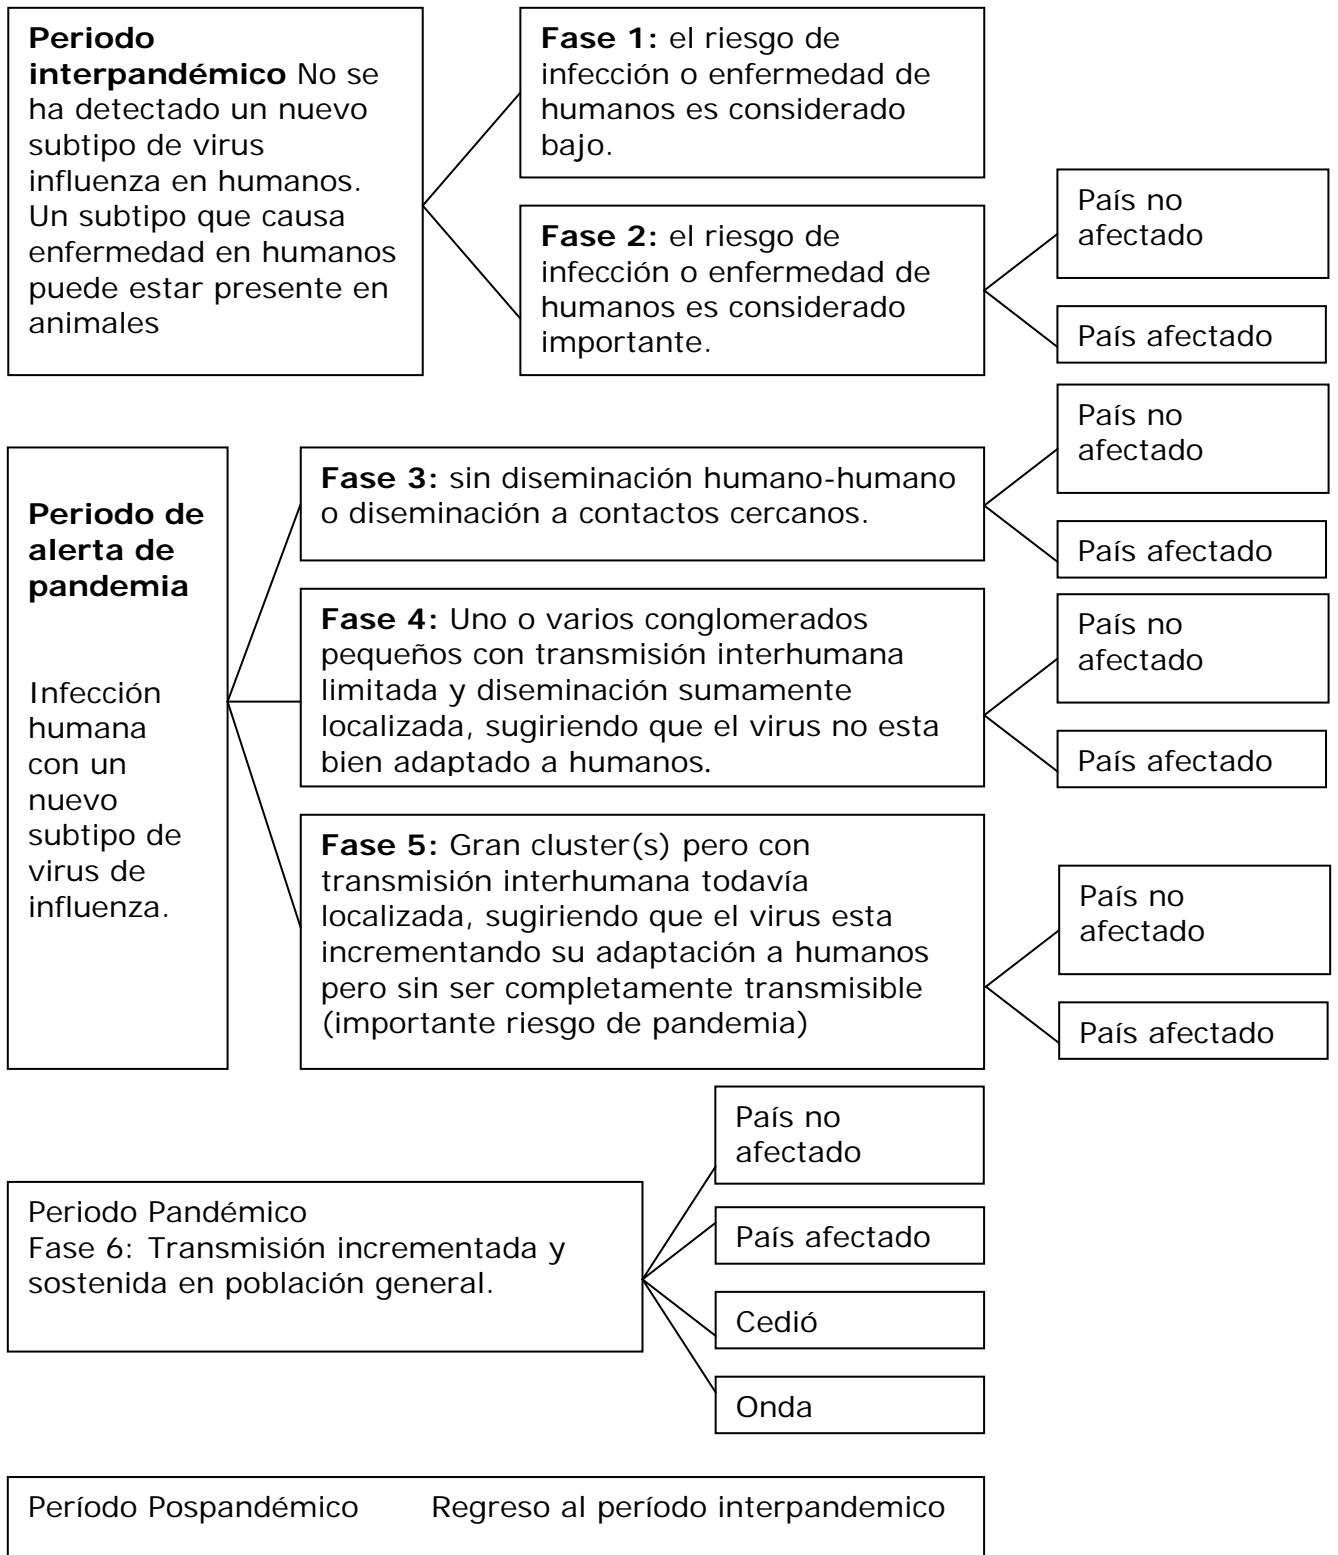 Periodo
interpandémico No se
ha detectado un nuevo
subtipo de virus
influenza en humanos.
Un subtipo que causa
enfermedad en humanos
puede estar presente en
animales
Fase 1: el riesgo de
infección o enfermedad de
humanos es considerado
bajo.
Fase 2: el riesgo de
infección o enfermedad de
humanos es considerado
importante.
País no
afectado
País afectado
Periodo de
alerta de
pandemia
Infección
humana
con un
nuevo
subtipo de
virus de
influenza.
Fase 3: sin diseminación humano-humano
o diseminación a contactos cercanos.
País no
afectado
País afectado
Fase 4: Uno o varios conglomerados
pequeños con transmisión interhumana
limitada y diseminación sumamente
localizada, sugiriendo que el virus no esta
bien adaptado a humanos.
País no
afectado
País afectado
Fase 5: Gran cluster(s) pero con
transmisión interhumana todavía
localizada, sugiriendo que el virus esta
incrementando su adaptación a humanos
pero sin ser completamente transmisible
(importante riesgo de pandemia)
País no
afectado
País afectado
Periodo Pandémico
Fase 6: Transmisión incrementada y
sostenida en población general.
País no
afectado
País afectado
Cedió
Onda
Período Pospandémico Regreso al período interpandemico